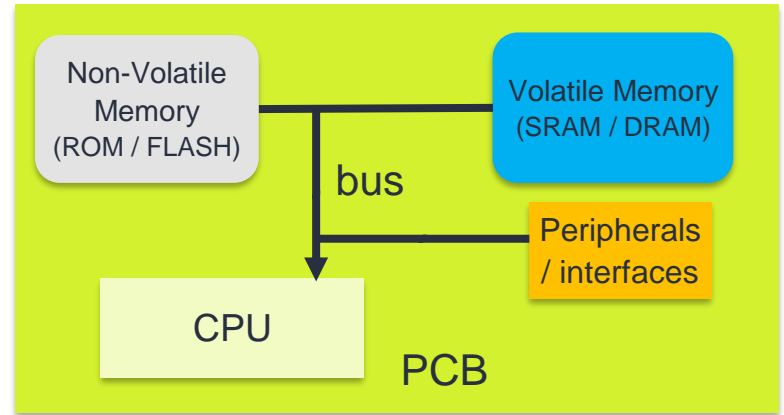 Non-Volatile
Memory
(ROM / FLASH)
Volatile Memory
(SRAM / DRAM)
bus
Peripherals
/ interfaces
CPU
PCB